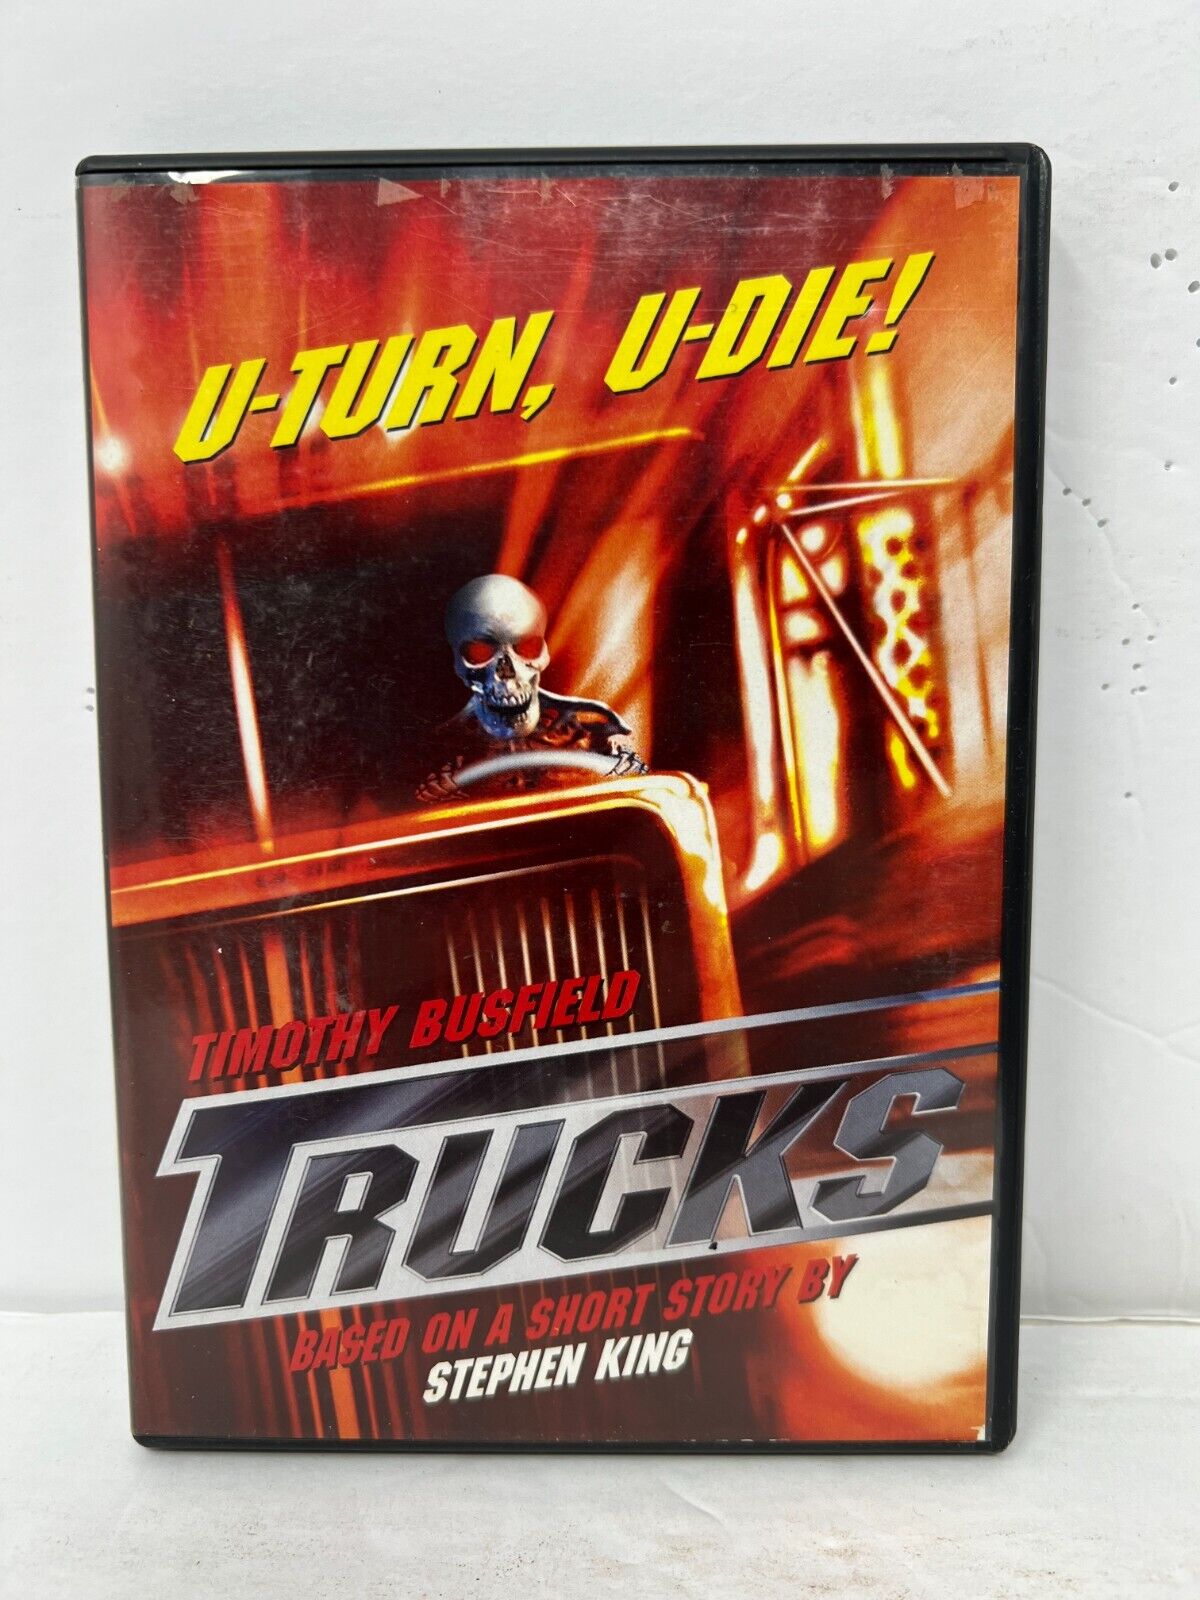 U-TURN, U-DIE!
TIMOTHY BUSFIELD
TRUCKS
BASED ON A SHORT STORY BY
STEPHEN KING